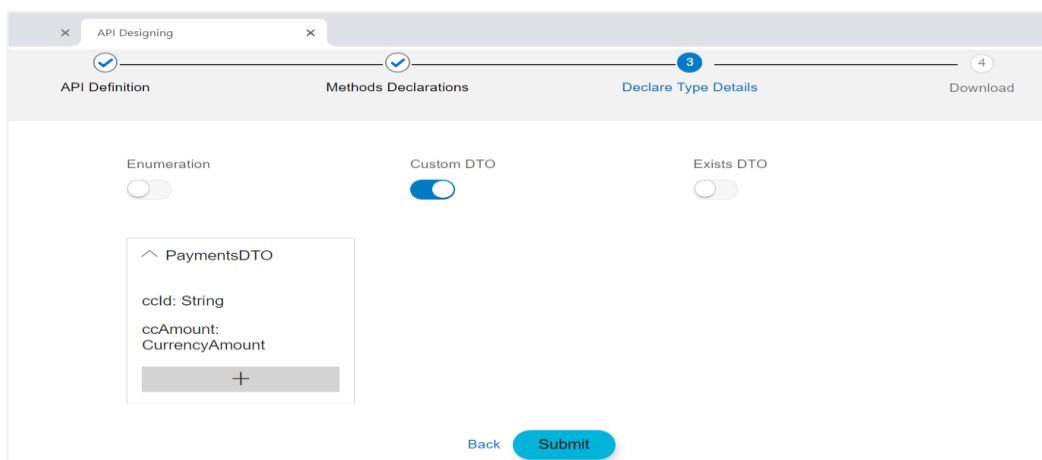 API Designing
3
4
API Definition
Methods Declarations
Declare Type Details
Download
Enumeration
Custom DTO
Exists DTO
PaymentsDTO
ccId: String
ccAmount:
CurrencyAmount
Back
Submit